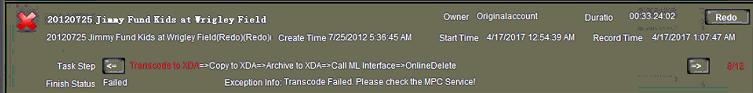 20120725 Jimmy Fund Kids at Wrigley Field Owner Originalaccount Duratio 00:33:24:02 Redo
20120725 Jimmy Fund Kids at Wrigley Field(Redo)(Redo)( Create Time 7/25/2012 5:36:45 AM Start Time 4/17/2017 12:54:39 AM Record Time 4/17/2017 1:07:47 AM
Task Step <= Transcode to XDA=>Copy to XDA=>Archive to XDA=>Call ML Interface=>OnlineDelete =>
Finish Status Failed Exception Info: Transcode Failed. Please check the MPC Service!